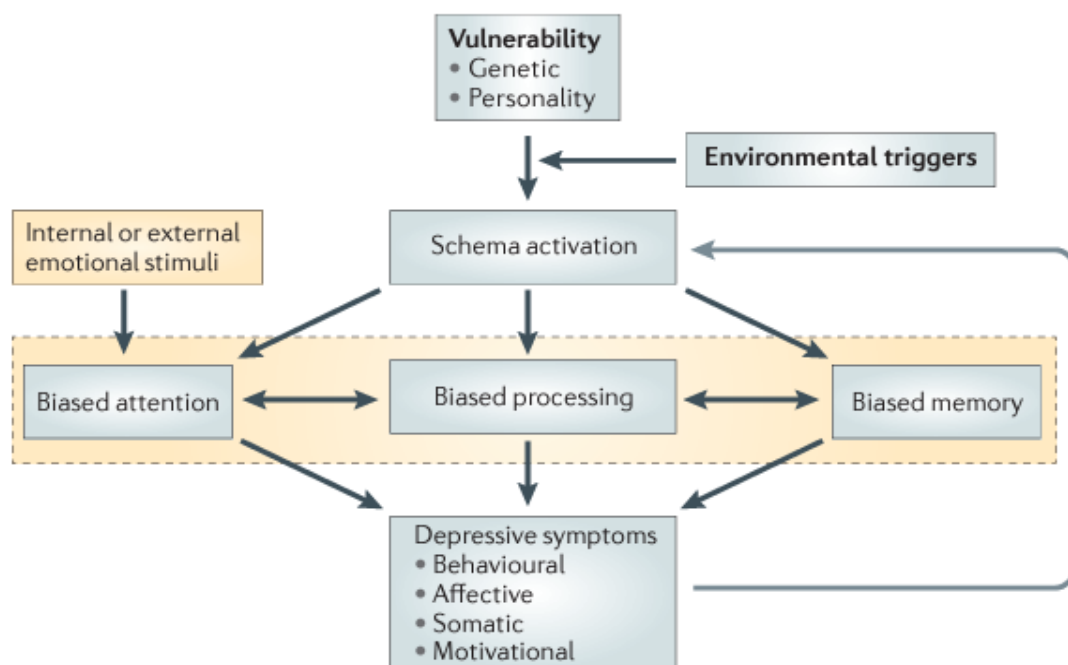 Vulnerability
• Genetic
• Personality
Environmental triggers
Internal or external
emotional stimuli
Schema activation
Biased attention
Biased processing
Biased memory
Depressive symptoms
• Behavioural
• Affective
• Somatic
• Motivational